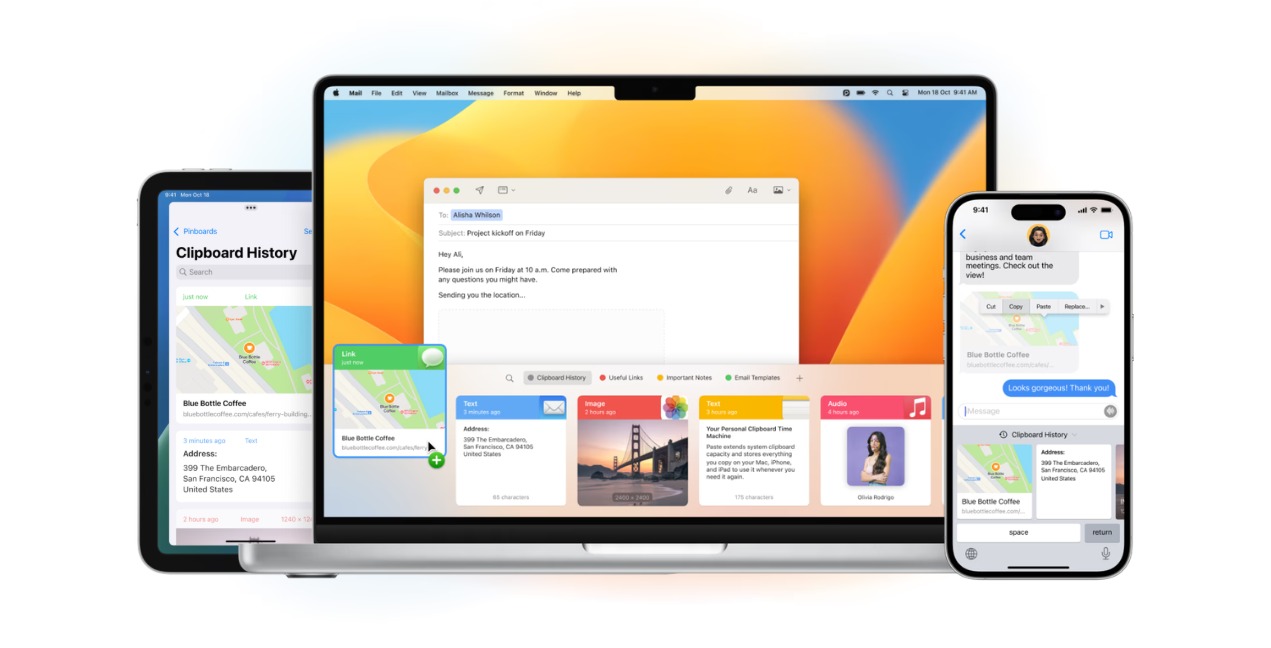 9:41 Mon Oct 18
Pinboards
Se
Clipboard History
Search
just now Link
Blue Bottle Coffee
Blue Bottle Coffee
bluebottlecoffee.com/cafes/ferry-building...
3 minutes ago Text
Address:
399 The Embarcadero,
San Francisco, CA 94105
United States
2 hours ago Image 1240 × 12
Mail File Edit View Mailbox Message Format Window Help
Mon 18 Oct 9:41 AM
Aa
To: Alisha Whilson
Subject: Project kickoff on Friday
Hey Ali,
Please join us on Friday at 10 a.m. Come prepared with
any questions you might have.
Sending you the location...
Link
just now
Blue Bottle Coffee
Blue Bottle Coffee
bluebottlecoffee.com/cafes/ferry
Clipboard History Useful Links Important Notes Email Templates
Text
3 minutes ago
Address:
399 The Embarcadero,
San Francisco, CA 94105
United States
66 characters
Image
2 hours ago
2400 × 2400
Text
3 hours ago
Your Personal Clipboard Time
Machine
Paste extends system clipboard
capacity and stores everything
you copy on your Mac, iPhone,
and iPad to use it whenever you
need it again.
175 characters
Audio
4 hours ago
Olivia Rodrigo
9:41
business and team
meetings. Check out the
view!
Cut Copy Paste Replace...
Blue Bottle Coffee
bluebottlecoffee.com/...
Looks gorgeous! Thank you!
Message
Clipboard History
Blue Bottle Coffee
bluebottlecoffee.com/...
Address:
399 The Embarcadero,
San Francisco, CA 94105
United States
space
return